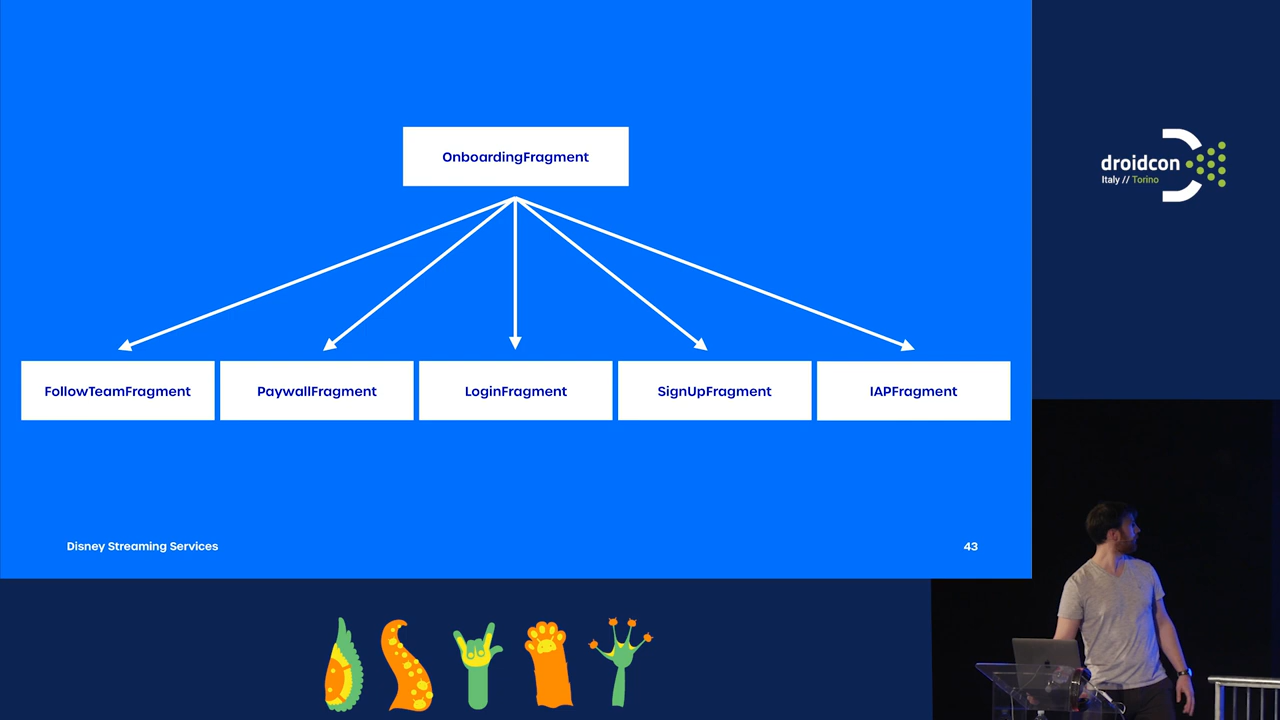 OnboardingFragment
FollowTeamFragment
PaywallFragment
LoginFragment
SignUpFragment
IAPFragment
Disney Streaming Services
43
droidcon
Italy // Torino